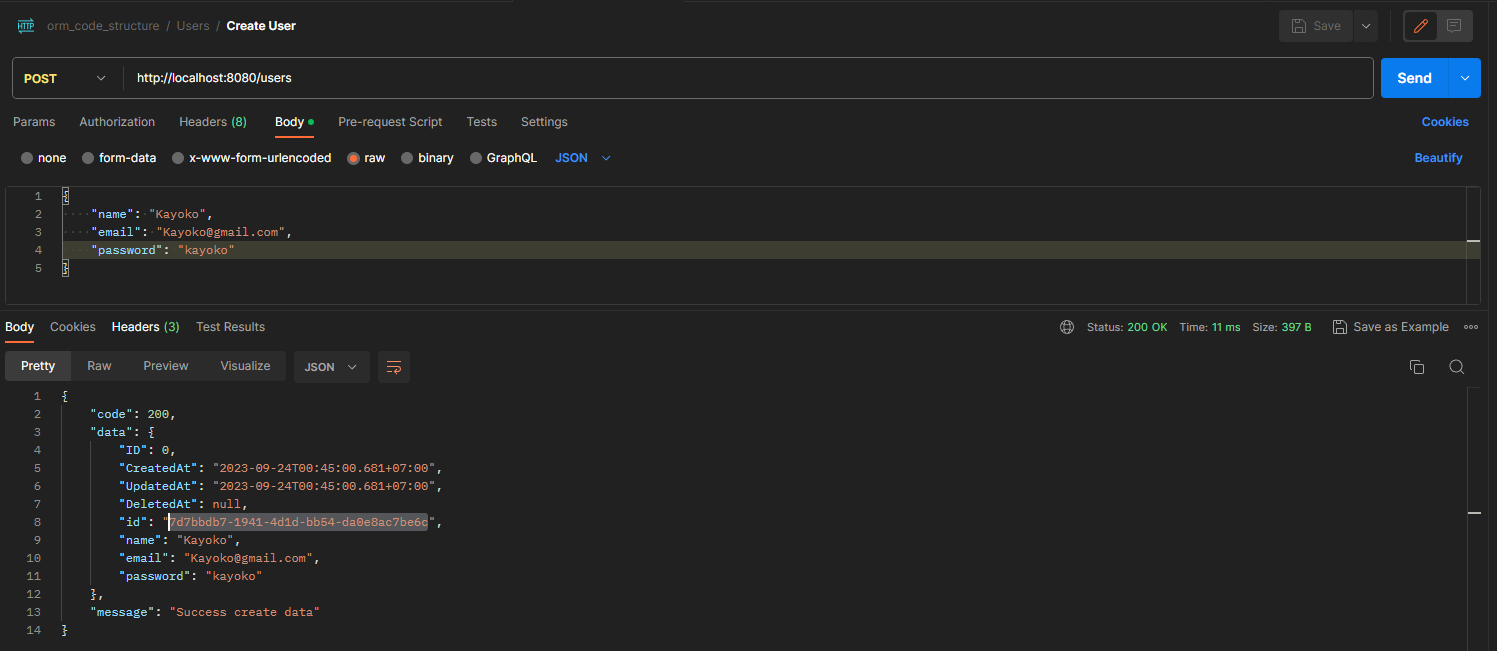 HTTP orm_code_structure / Users / Create User Save
POST http://localhost:8080/users Send
Params Authorization Headers (8) Body Pre-request Script Tests Settings Cookies
none form-data x-www-form-urlencoded raw binary GraphQL JSON Beautify
1 {
2 "name": "Kayoko",
3 "email": "Kayoko@gmail.com",
4 "password": "kayoko"
5 }
Body Cookies Headers (3) Test Results Status: 200 OK Time: 11 ms Size: 397 B Save as Example
Pretty Raw Preview Visualize JSON
1 {
2 "code": 200,
3 "data": {
4 "ID": 0,
5 "CreatedAt": "2023-09-24T00:45:00.681+07:00",
6 "UpdatedAt": "2023-09-24T00:45:00.681+07:00",
7 "DeletedAt": null,
8 "id": "7d7bbdb7-1941-4d1d-bb54-da0e8ac7be6c",
9 "name": "Kayoko",
10 "email": "Kayoko@gmail.com",
11 "password": "kayoko"
12 },
13 "message": "Success create data"
14 }